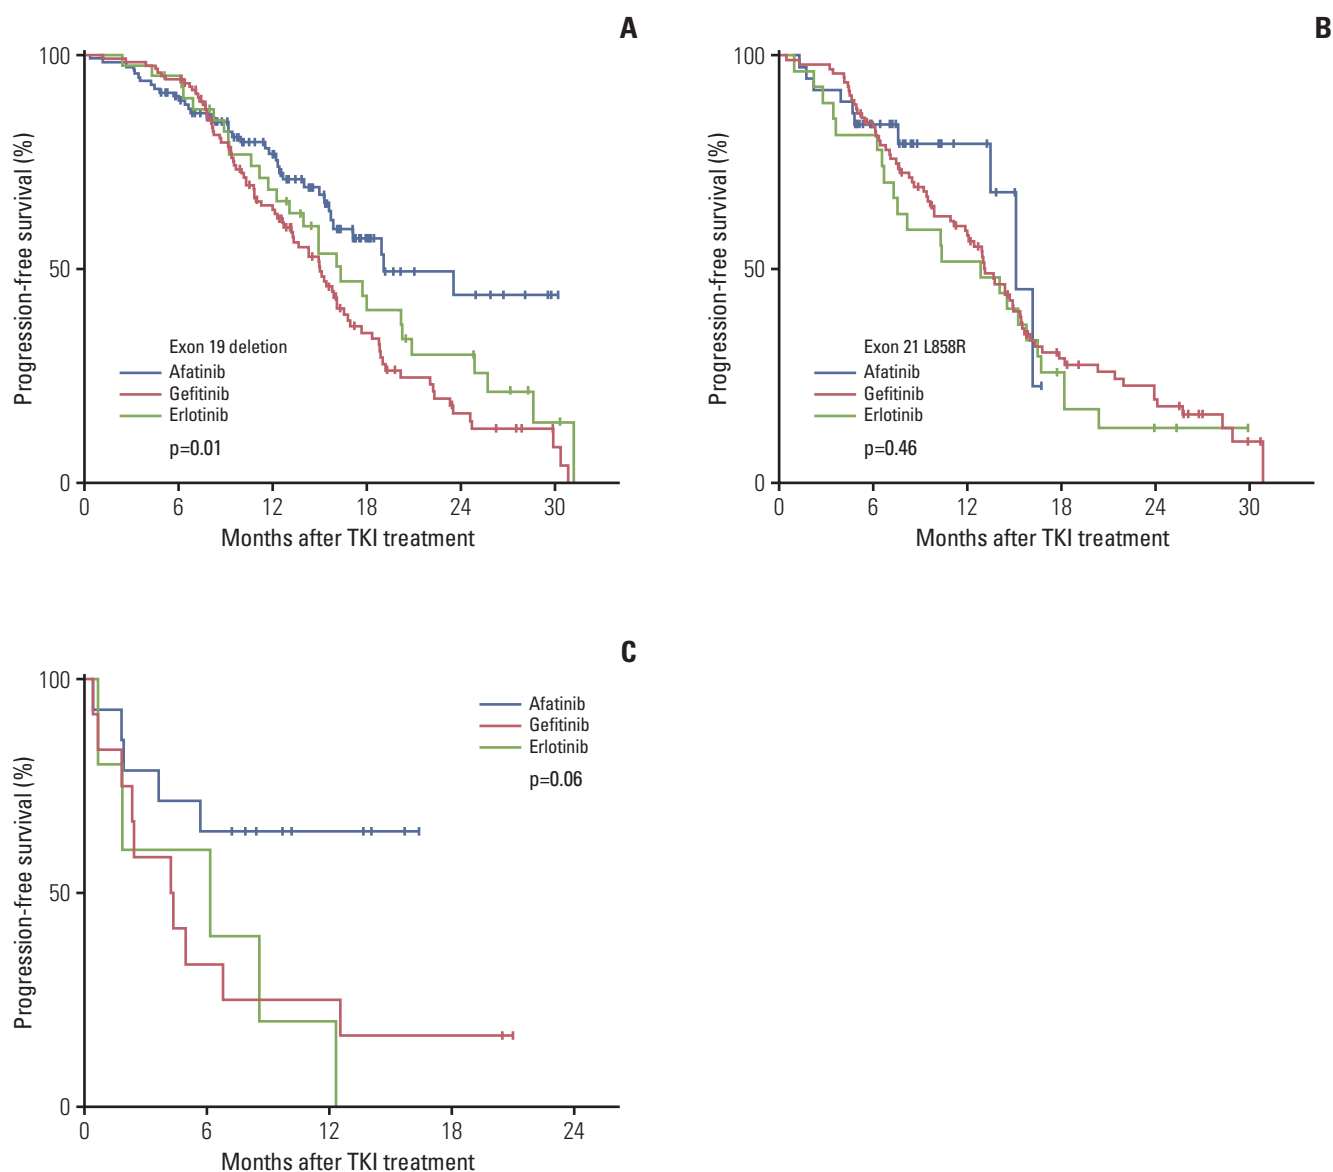 A
100
50
0
Progression-free survival (%)
Exon 19 deletion
Afatinib
Gefitinib
Erlotinib
p=0.01
0 6 12 18 24 30
Months after TKI treatment
B
100
50
0
Progression-free survival (%)
Exon 21 L858R
Afatinib
Gefitinib
Erlotinib
p=0.46
0 6 12 18 24 30
Months after TKI treatment
C
100
50
0
Progression-free survival (%)
Afatinib
Gefitinib
Erlotinib
p=0.06
0 6 12 18 24
Months after TKI treatment